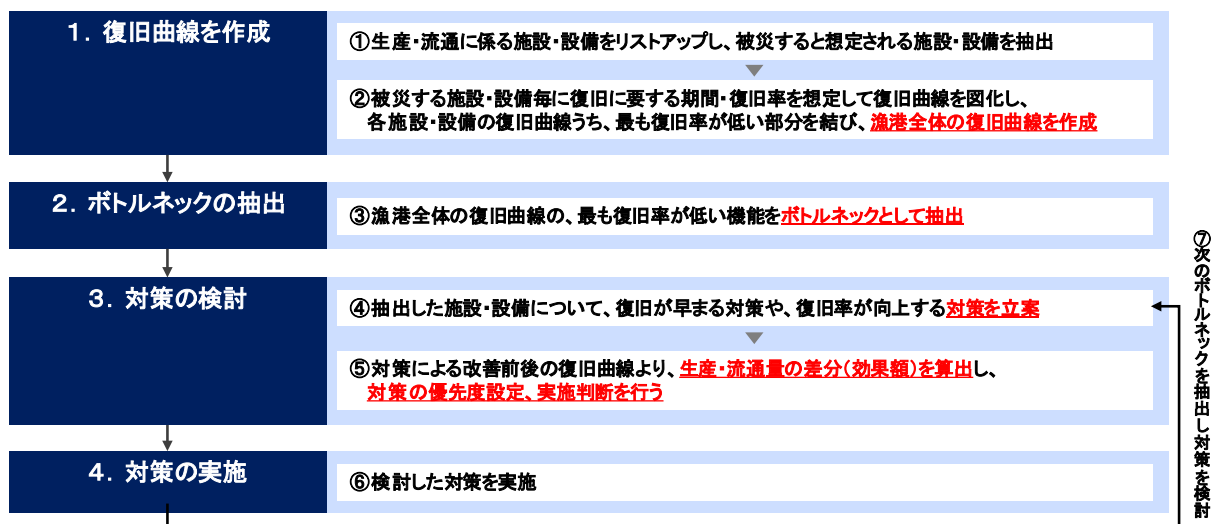 １．復旧曲線を作成
①生産・流通に係る施設・設備をリストアップし、被災すると想定される施設・設備を抽出
②被災する施設・設備毎に復旧に要する期間・復旧率を想定して復旧曲線を図化し、
各施設・設備の復旧曲線うち、最も復旧率が低い部分を結び、漁港全体の復旧曲線を作成
２．ボトルネックの抽出
③漁港全体の復旧曲線の、最も復旧率が低い機能をボトルネックとして抽出
３．対策の検討
④抽出した施設・設備について、復旧が早まる対策や、復旧率が向上する対策を立案
⑤対策による改善前後の復旧曲線より、生産・流通量の差分（効果額）を算出し、
対策の優先度設定、実施判断を行う
４．対策の実施
⑥検討した対策を実施
⑦次のボトルネックを抽出し対策を検討